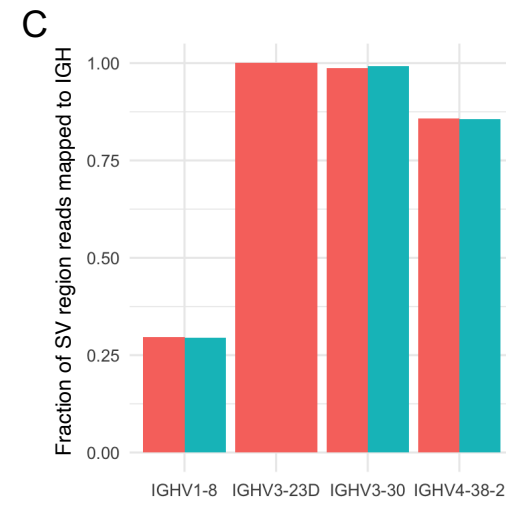 C
Fraction of SV region reads mapped to IGH
1.00
0.75
0.50
0.25
0.00
IGHV1-8 IGHV3-23D IGHV3-30 IGHV4-38-2